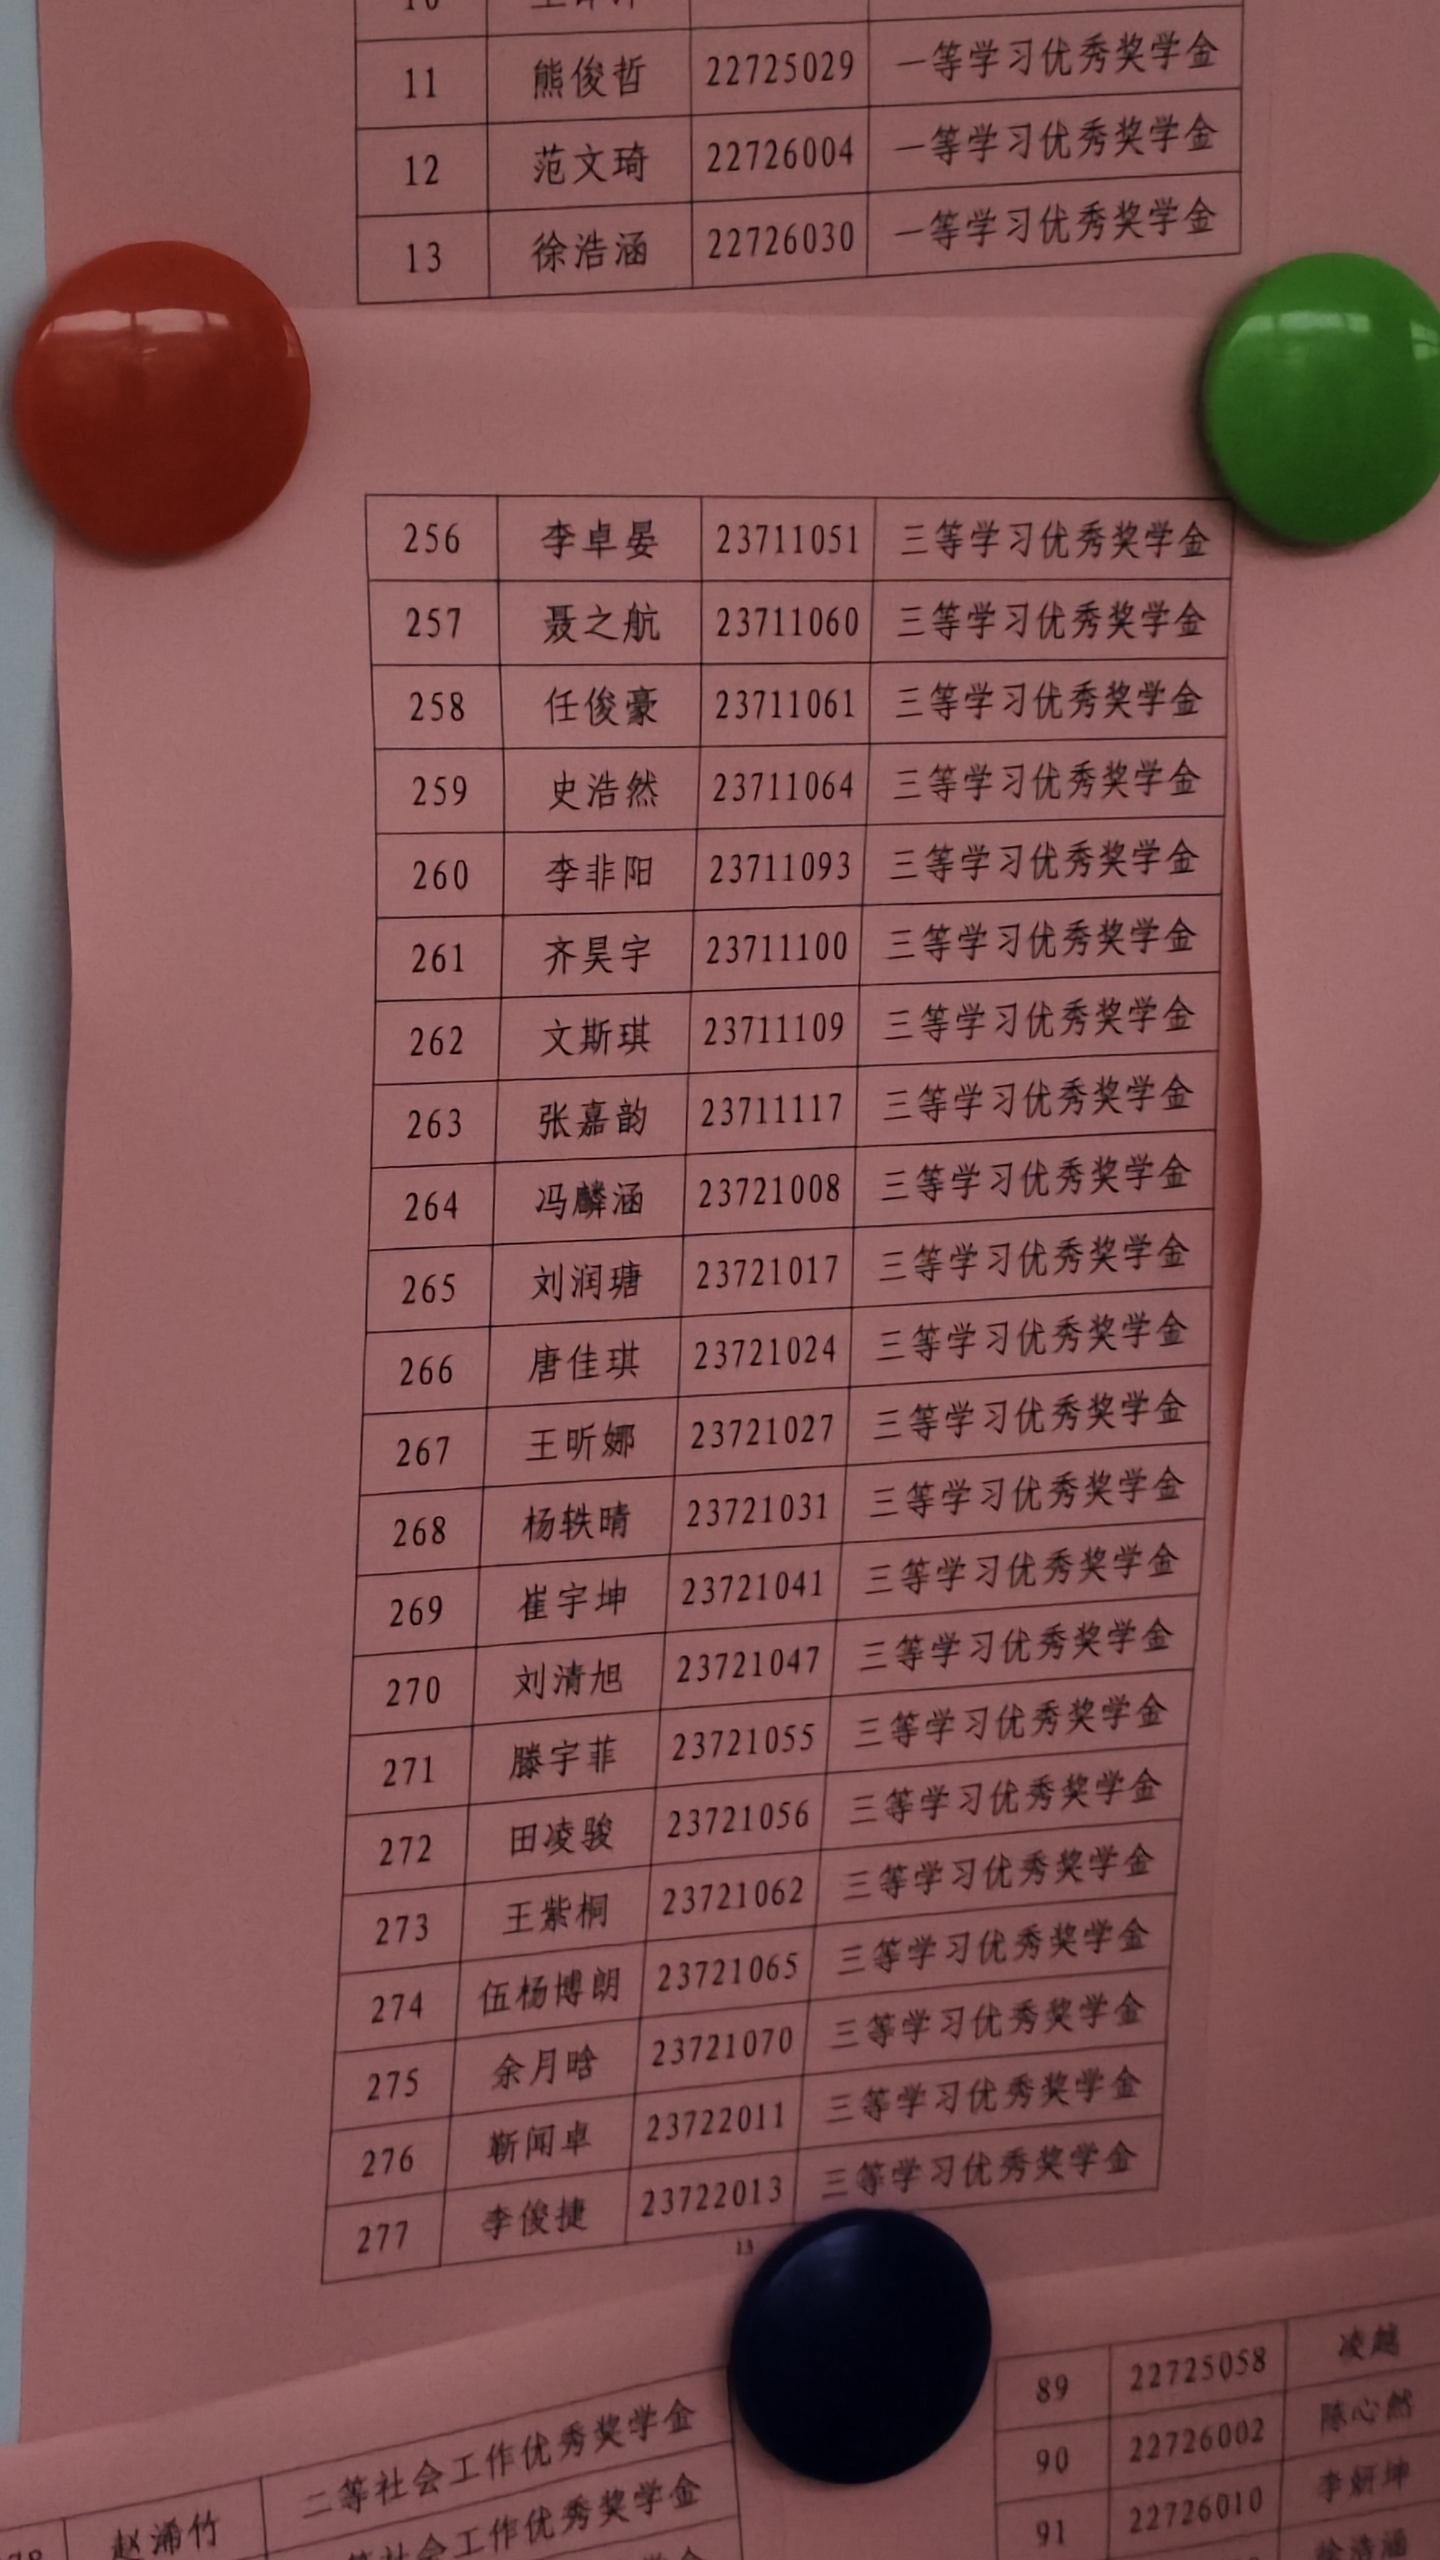 11 熊俊哲 22725029 一等学习优秀奖学金
12 范文琦 22726004 一等学习优秀奖学金
13 徐浩涵 22726030 一等学习优秀奖学金
256 李卓晏 23711051 三等学习优秀奖学金
257 聂之航 23711060 三等学习优秀奖学金
258 任俊豪 23711061 三等学习优秀奖学金
259 史浩然 23711064 三等学习优秀奖学金
260 李非阳 23711093 三等学习优秀奖学金
261 齐昊宇 23711100 三等学习优秀奖学金
262 文斯琪 23711109 三等学习优秀奖学金
263 张嘉韵 23711117 三等学习优秀奖学金
264 冯麟涵 23721008 三等学习优秀奖学金
265 刘润瑭 23721017 三等学习优秀奖学金
266 唐佳琪 23721024 三等学习优秀奖学金
267 王昕娜 23721027 三等学习优秀奖学金
268 杨轶晴 23721031 三等学习优秀奖学金
269 崔宇坤 23721041 三等学习优秀奖学金
270 刘清旭 23721047 三等学习优秀奖学金
271 滕宇菲 23721055 三等学习优秀奖学金
272 田凌骏 23721056 三等学习优秀奖学金
273 王紫桐 23721062 三等学习优秀奖学金
274 伍杨博朗 23721065 三等学习优秀奖学金
275 余月晗 23721070 三等学习优秀奖学金
276 靳闻卓 23722011 三等学习优秀奖学金
277 李俊捷 23722013 三等学习优秀奖学金
13
赵浦竹 二等社会工作优秀奖学金
等社会工作优秀奖学金
89 22725058 凌越
90 22726002 陈心然
91 22726010 李妍坤
徐浩涵